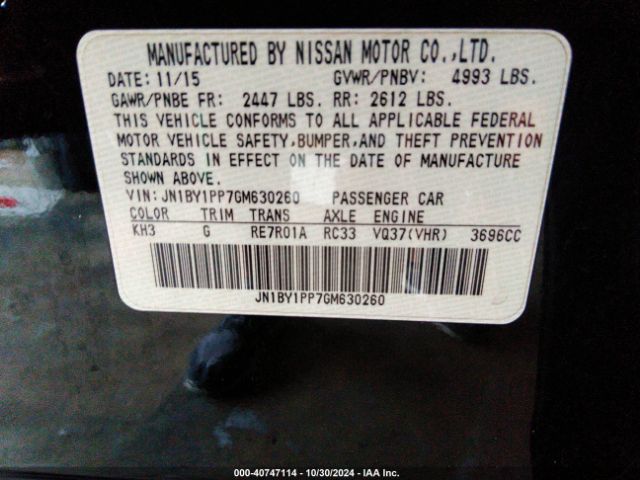 MANUFACTURED BY NISSAN MOTOR CO.,LTD.
DATE: 11/15 GVWR/PNBV: 4993 LBS.
GAWR/PNBE FR: 2447 LBS. RR: 2612 LBS.
THIS VEHICLE CONFORMS TO ALL APPLICABLE FEDERAL
MOTOR VEHICLE SAFETY,BUMPER,AND THEFT PREVENTION
STANDARDS IN EFFECT ON THE DATE OF MANUFACTURE
SHOWN ABOVE.
VIN: JN1BY1PP7GM630260 PASSENGER CAR
COLOR TRIM TRANS AXLE ENGINE
KH3 G RE7R01A RC33 VQ37(VHR) 3696CC
JN1BY1PP7GM630260
000-40747114 - 10/30/2024 - IAA Inc.